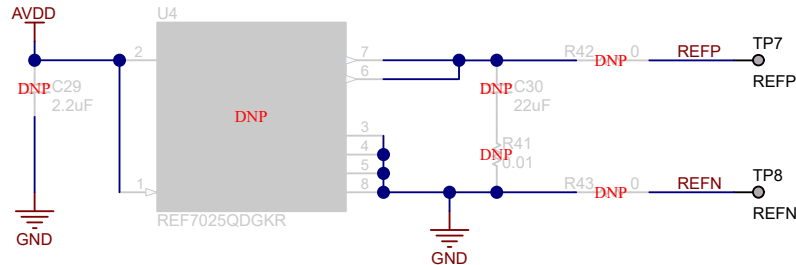 AVDD
U4
2
7
R42
DNP
0
REFP
TP7
6
REFP
DNP
C29
DNP
C30
2.2uF
22uF
DNP
3
4
R41
DNP
0.01
5
TP8
1
8
R43
DNP
0
REFN
REFN
REF7025QDGKR
GND
GND